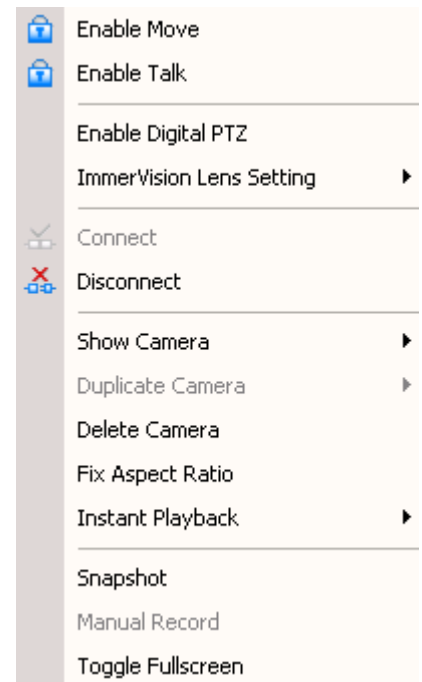 Enable Move
Enable Talk
Enable Digital PTZ
ImmerVision Lens Setting
Connect
Disconnect
Show Camera
Duplicate Camera
Delete Camera
Fix Aspect Ratio
Instant Playback
Snapshot
Manual Record
Toggle Fullscreen